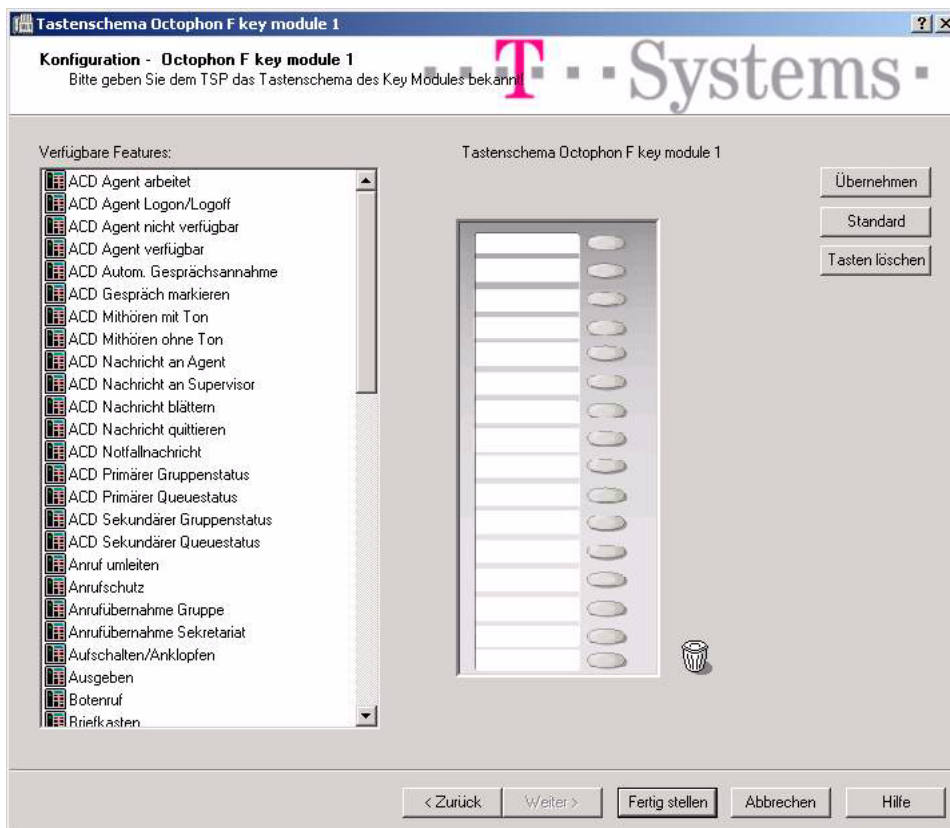 Tastenschema Octophon F key module 1
Konfiguration - Octophon F key module 1
Bitte geben Sie dem TSP das Tastenschema des Key Modules bekannt!
T Systems
Verfügbare Features:
ACD Agent arbeitet
ACD Agent Logon/Logoff
ACD Agent nicht verfügbar
ACD Agent verfügbar
ACD Autom. Gesprächsannahme
ACD Gespräch markieren
ACD Mithören mit Ton
ACD Mithören ohne Ton
ACD Nachricht an Agent
ACD Nachricht an Supervisor
ACD Nachricht blättern
ACD Nachricht quittieren
ACD Notfallnachricht
ACD Primärer Gruppenstatus
ACD Primärer Queuestatus
ACD Sekundärer Gruppenstatus
ACD Sekundärer Queuestatus
Anruf umleiten
Anrufschutz
Anrufübernahme Gruppe
Anrufübernahme Sekretariat
Aufschalten/Anklopfen
Ausgeben
Botenruf
Briefkasten
Tastenschema Octophon F key module 1
Übernehmen
Standard
Tasten löschen
< Zurück
Weiter >
Fertig stellen
Abbrechen
Hilfe